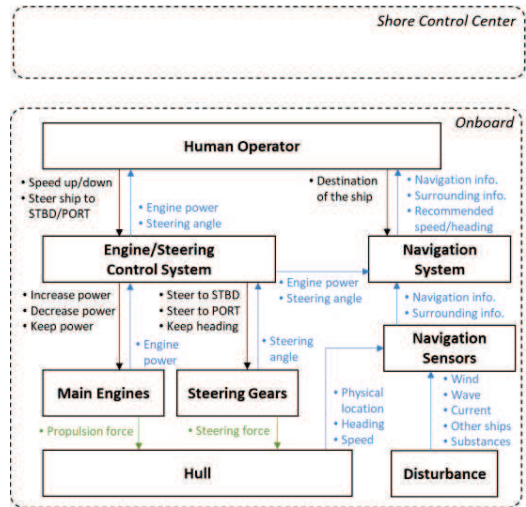 Shore Control Center
Onboard
Human Operator
• Speed up/down
• Steer ship to
STBD/PORT
• Engine power
• Steering angle
• Destination
of the ship
• Navigation info.
• Surrounding info.
• Recommended
speed/heading
Engine/Steering
Control System
• Engine power
• Steering angle
Navigation
System
• Increase power
• Decrease power
• Keep power
• Engine
power
• Steer to STBD
• Steer to PORT
• Keep heading
• Steering
angle
• Navigation info.
• Surrounding info.
Navigation
Sensors
Main Engines
Steering Gears
• Physical
location
• Heading
• Speed
• Wind
• Wave
• Current
• Other ships
• Substances
• Propulsion force
• Steering force
Hull
Disturbance